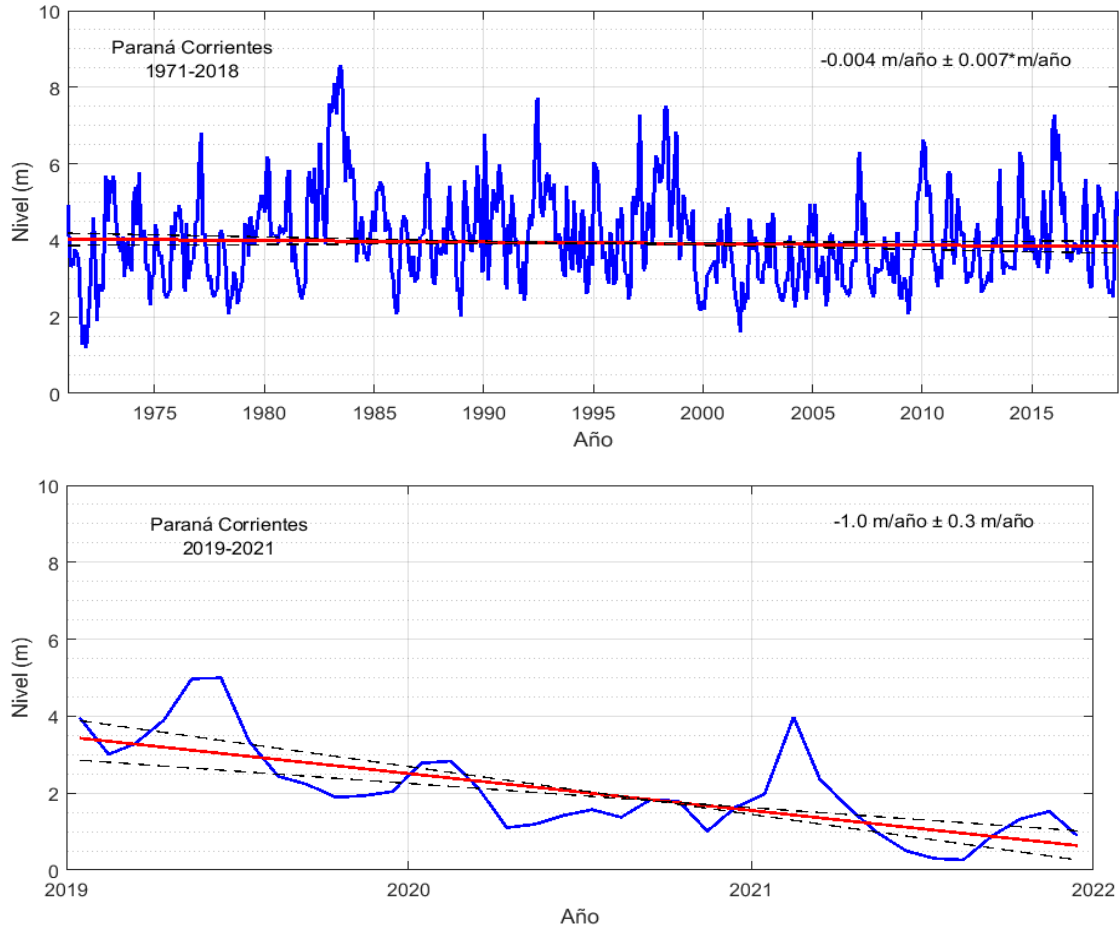 10
8
6
4
2
0
Nivel (m)
Paraná Corrientes
1971-2018
-0.004 m/año ± 0.007*m/año
1975 1980 1985 1990 1995 2000 2005 2010 2015
Año
10
8
6
4
2
0
Nivel (m)
Paraná Corrientes
2019-2021
-1.0 m/año ± 0.3 m/año
2019 2020 2021 2022
Año